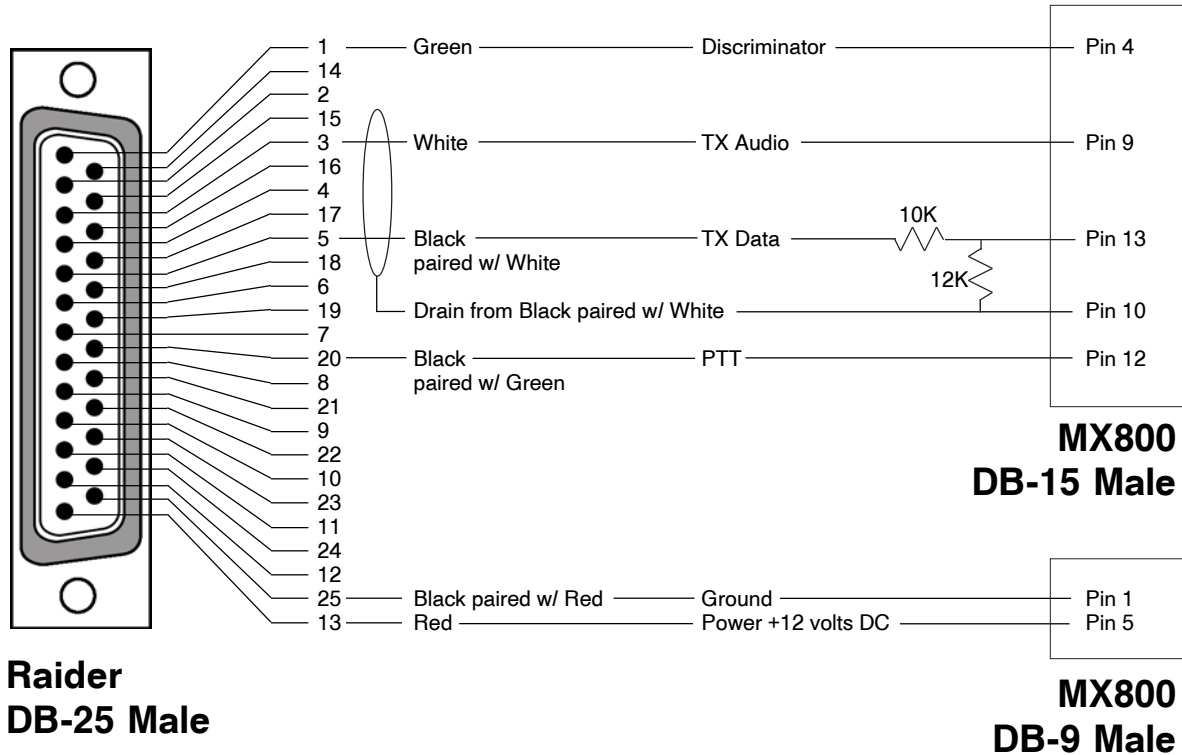 1 Green Discriminator Pin 4
14
2
15
3 White TX Audio Pin 9
16
4
17
10K
5 Black TX Data Pin 13
paired w/ White
18
12K
6
19 Drain from Black paired w/ White Pin 10
7
20 Black PTT Pin 12
paired w/ Green
8
21
9
22
10
23
11
24
12
25 Black paired w/ Red Ground Pin 1
13 Red Power +12 volts DC Pin 5
MX800
DB-15 Male
Raider
DB-25 Male
MX800
DB-9 Male